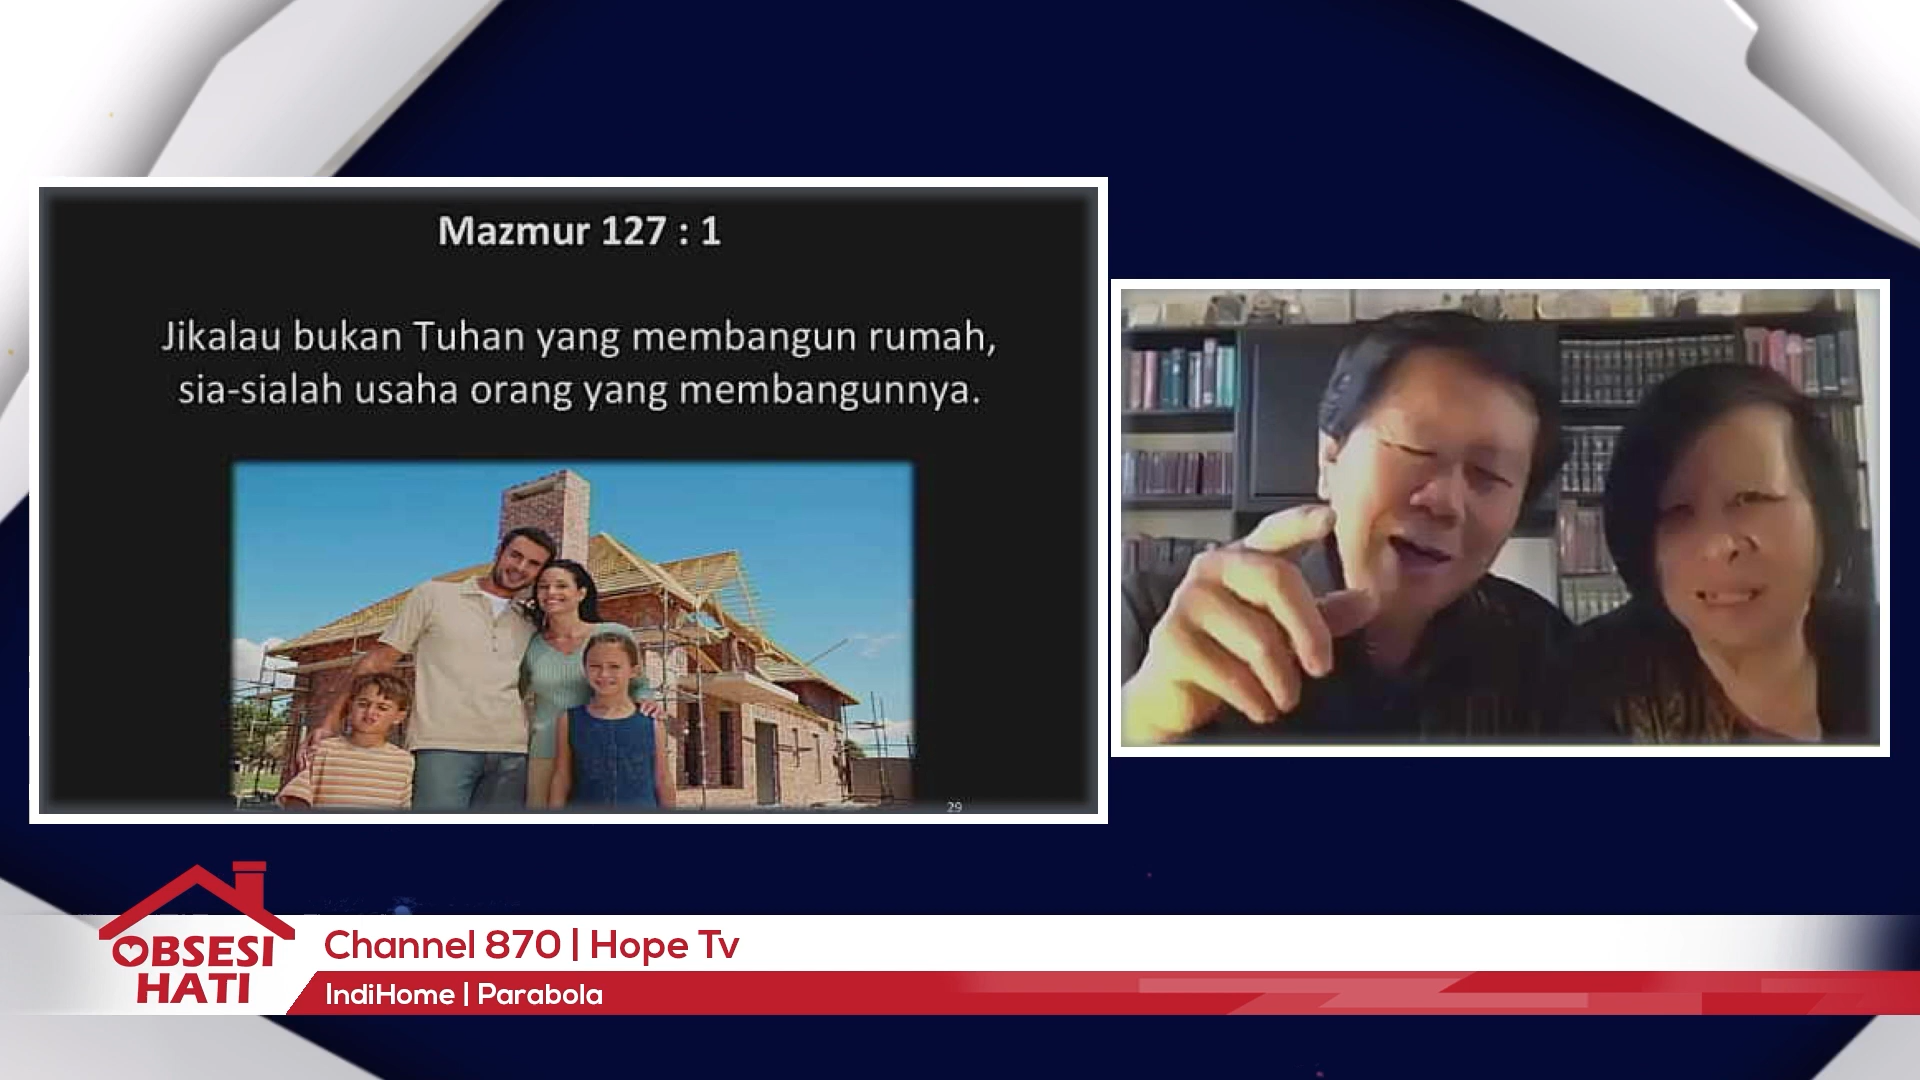 Mazmur 127 : 1
Jikalau bukan Tuhan yang membangun rumah,
sia-sialah usaha orang yang membangunnya.
29
OBSESI
HATI
Channel 870 | Hope Tv
IndiHome | Parabola